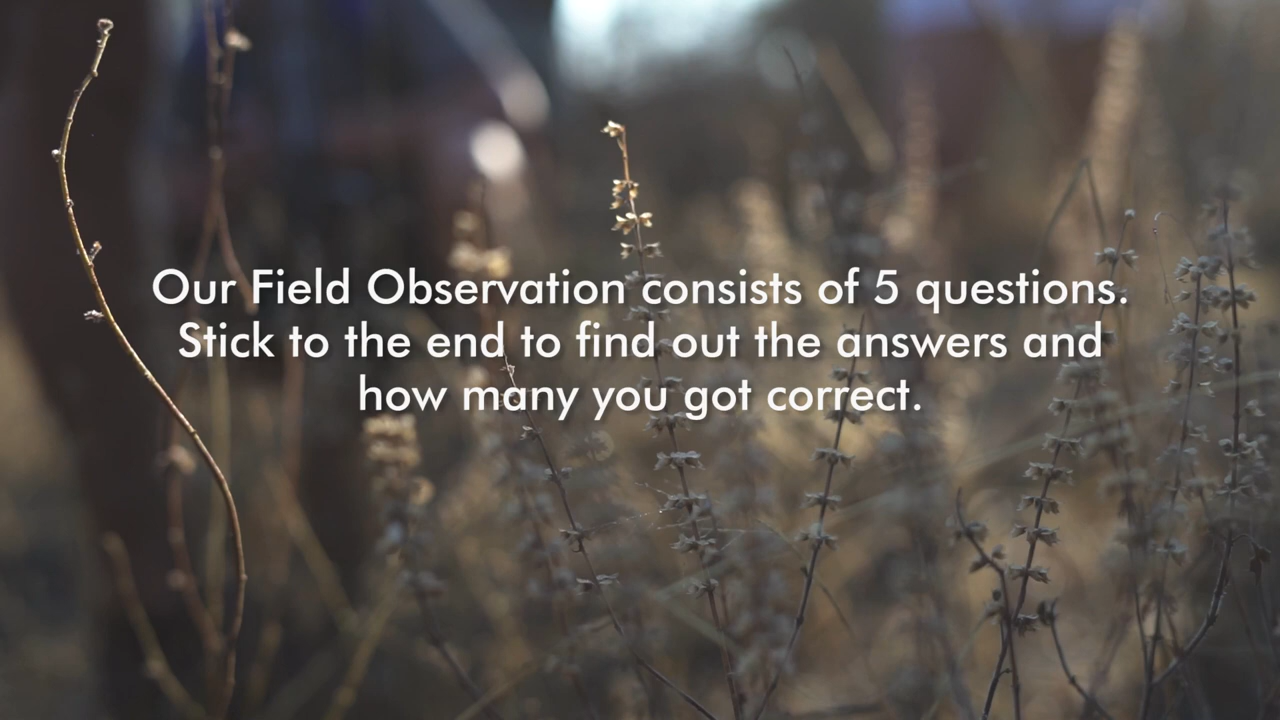 Our Field Observation consists of 5 questions.
Stick to the end to find out the answers and
how many you got correct.